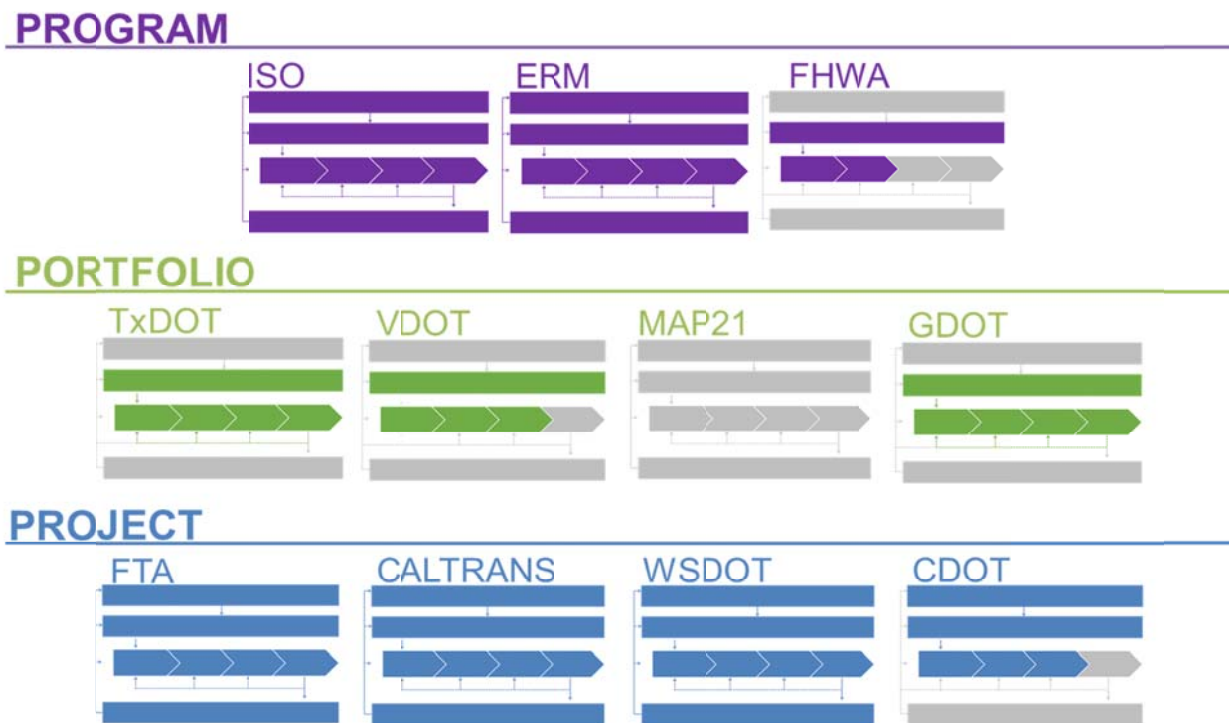 PROGRAM
ISO ERM FHWA
PORTFOLIO
TxDOT VDOT MAP21 GDOT
PROJECT
FTA CALTRANS WSDOT CDOT